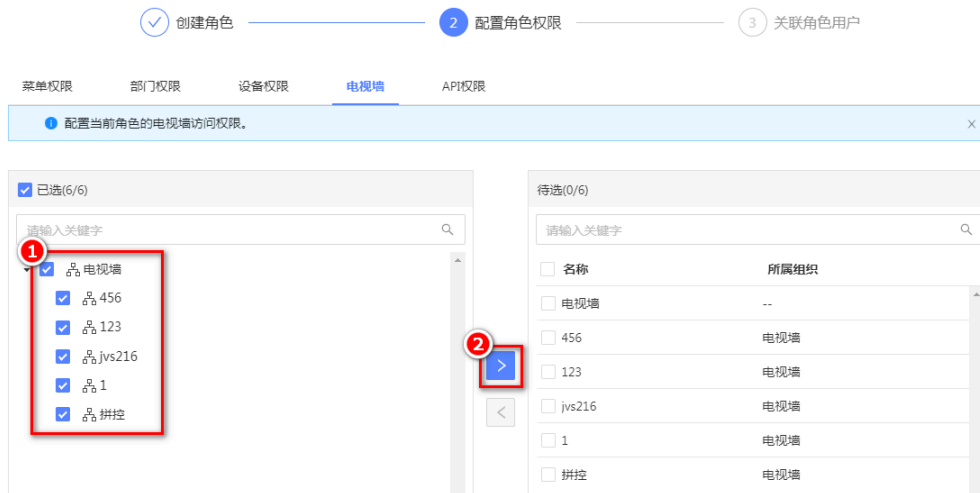 创建角色
2 配置角色权限
3 关联角色用户
菜单权限 部门权限 设备权限 电视墙 API权限
配置当前角色的电视墙访问权限。
已选(6/6)
请输入关键字
1
电视墙
456
123
jvs216
1
拼控
2
待选(0/6)
请输入关键字
名称 所属组织
电视墙 --
456 电视墙
123 电视墙
jvs216 电视墙
1 电视墙
拼控 电视墙